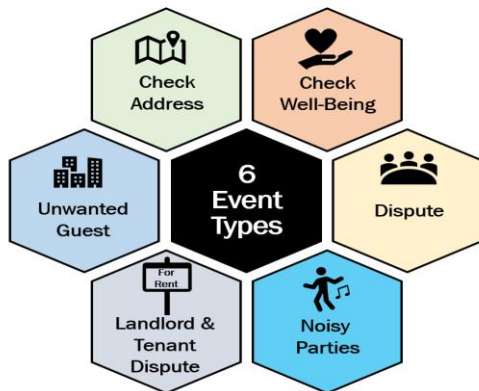 Check
Address
Check
Well-Being
Unwanted
Guest
6
Event
Types
Dispute
For
Rent
Landlord &
Tenant
Dispute
Noisy
Parties